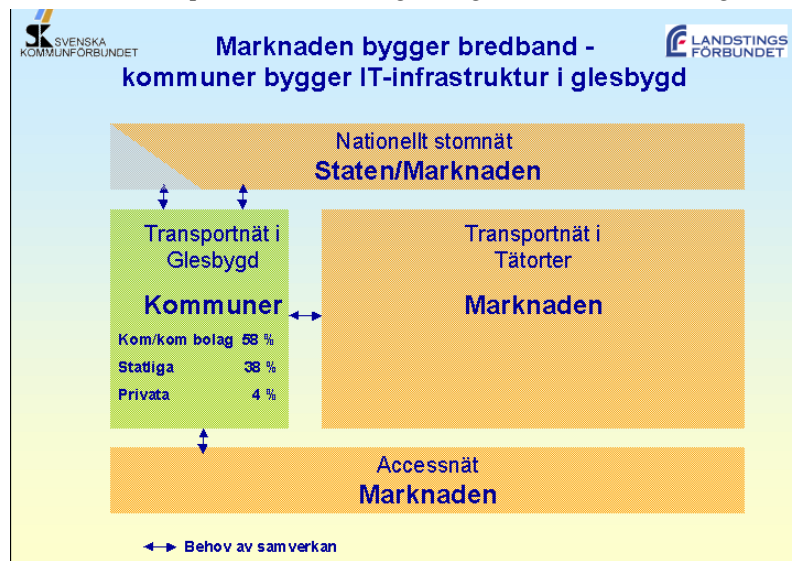 SK SVENSKA
KOMMUNFÖRBUNDET
LANDSTINGS
FÖRBUNDET
Marknaden bygger bredband -
kommuner bygger IT-infrastruktur i glesbygd
Nationellt stomnät
Staten/Marknaden
Transportnät i
Glesbygd
Kommuner
Kom/kom bolag 58 %
Statliga 38 %
Privata 4 %
Transportnät i
Tätorter
Marknaden
Accessnät
Marknaden
Behov av samverkan